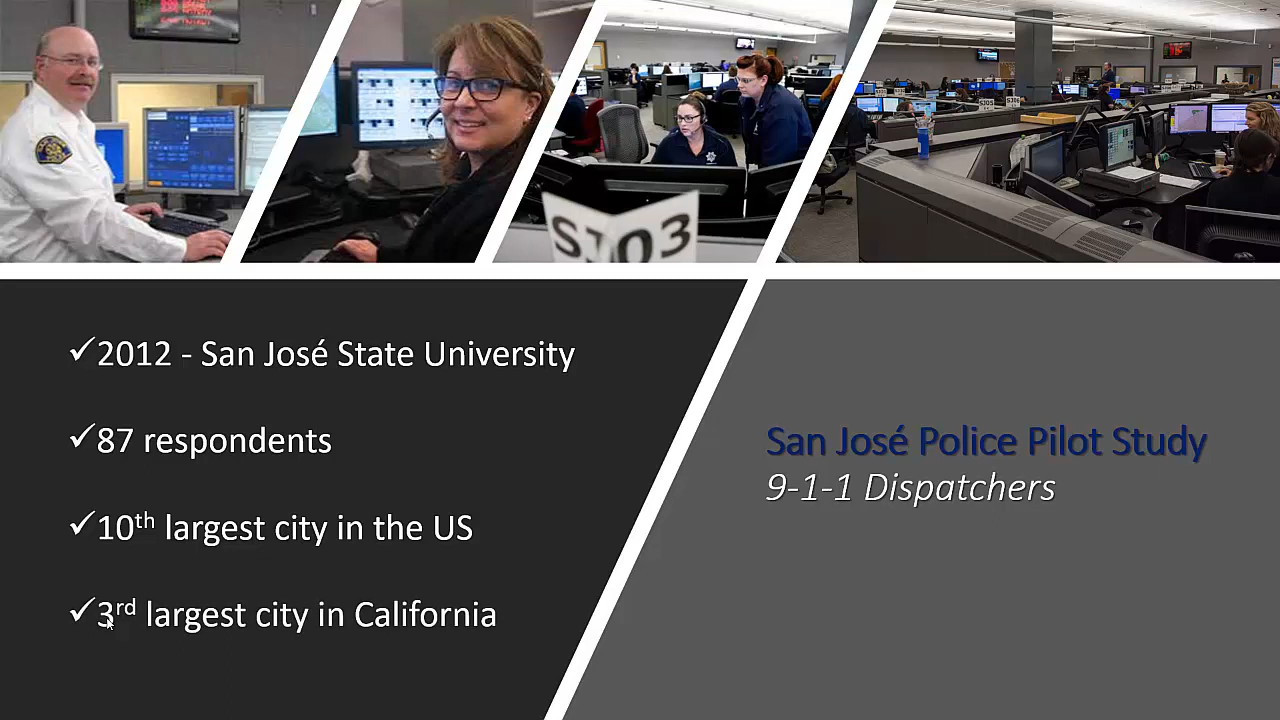 S103
✓2012 - San José State University
✓87 respondents
✓10th largest city in the US
✓3rd largest city in California
San José Police Pilot Study
9-1-1 Dispatchers